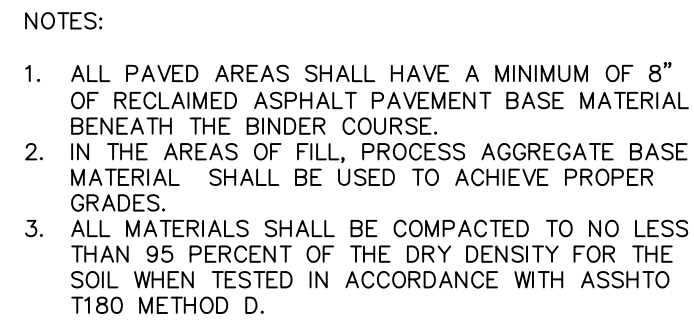 NOTES:
1. ALL PAVED AREAS SHALL HAVE A MINIMUM OF 8"
OF RECLAIMED ASPHALT PAVEMENT BASE MATERIAL
BENEATH THE BINDER COURSE.
2. IN THE AREAS OF FILL, PROCESS AGGREGATE BASE
MATERIAL SHALL BE USED TO ACHIEVE PROPER
GRADES.
3. ALL MATERIALS SHALL BE COMPACTED TO NO LESS
THAN 95 PERCENT OF THE DRY DENSITY FOR THE
SOIL WHEN TESTED IN ACCORDANCE WITH ASSHTO
T180 METHOD D.